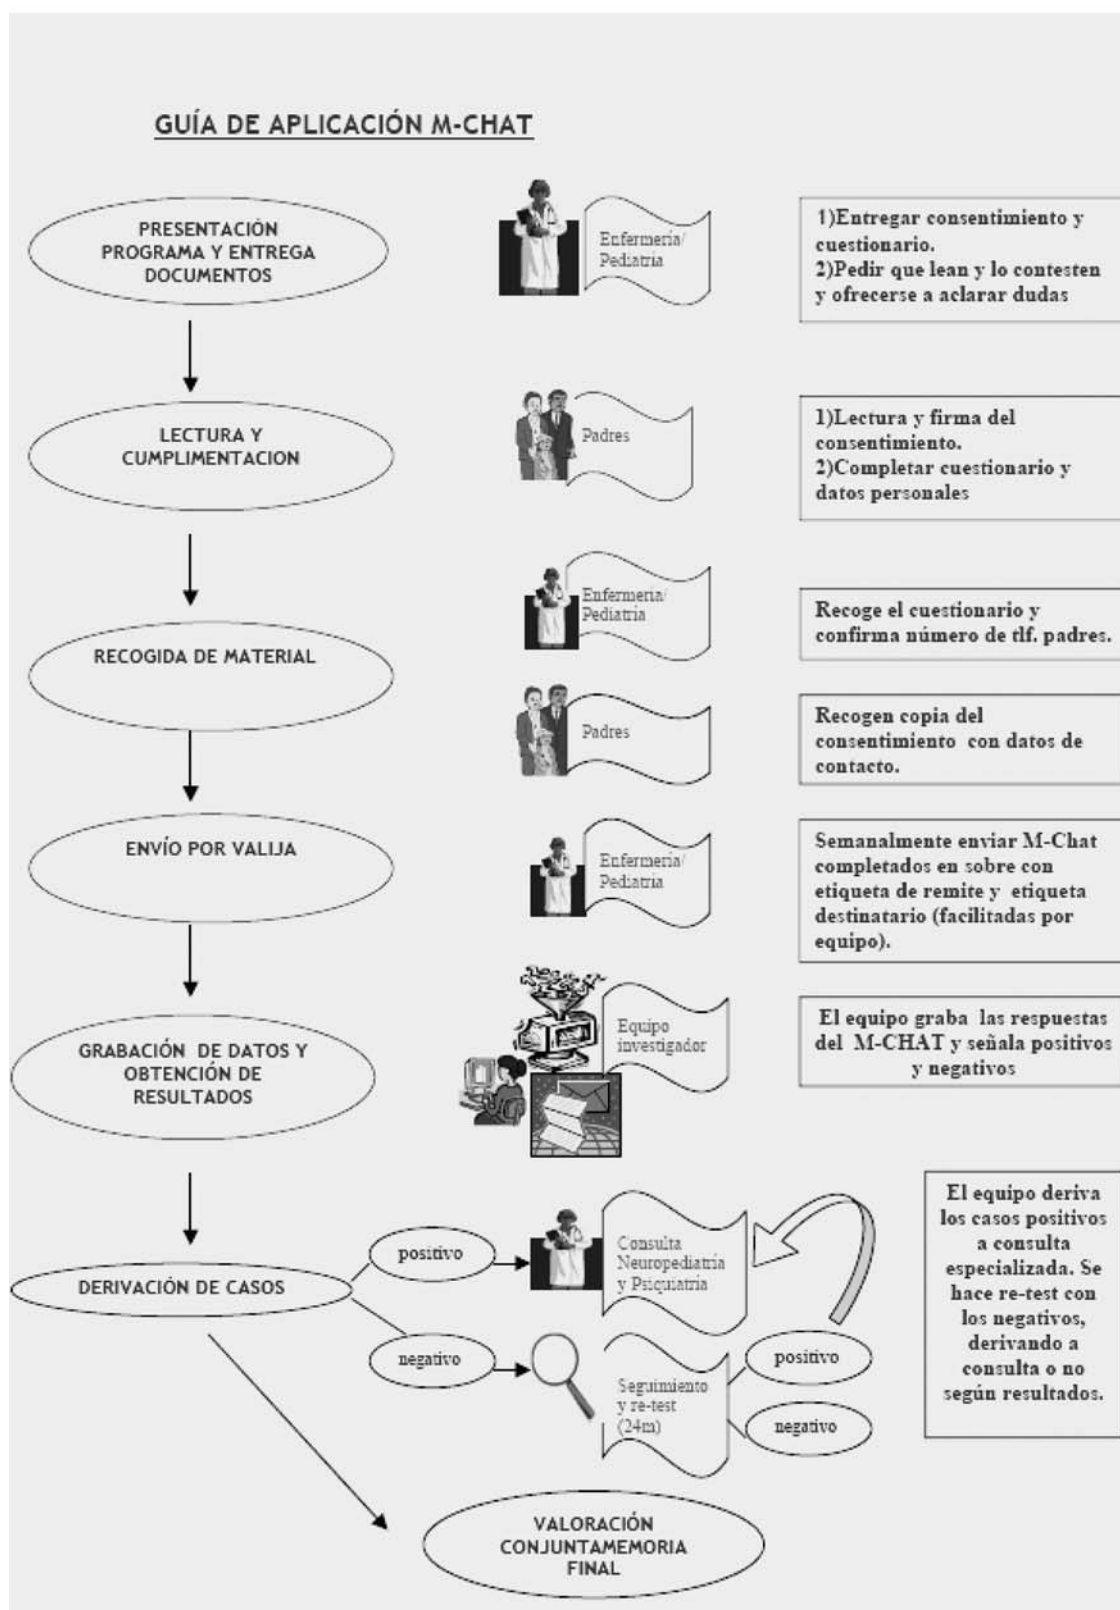 GUÍA DE APLICACIÓN M-CHAT
PRESENTACIÓN
PROGRAMA Y ENTREGA
DOCUMENTOS
Enfermería/
Pediatría
1)Entregar consentimiento y
cuestionario.
2)Pedir que lean y lo contesten
y ofrecerse a aclarar dudas
LECTURA Y
CUMPLIMENTACION
Padres
1)Lectura y firma del
consentimiento.
2)Completar cuestionario y
datos personales
RECOGIDA DE MATERIAL
Enfermería/
Pediatría
Recoge el cuestionario y
confirma número de tlf. padres.
Padres
Recogen copia del
consentimiento con datos de
contacto.
ENVÍO POR VALIJA
Enfermería/
Pediatría
Semanalmente enviar M-Chat
completados en sobre con
etiqueta de remite y etiqueta
destinatario (facilitadas por
equipo).
GRABACIÓN DE DATOS Y
OBTENCIÓN DE
RESULTADOS
Equipo
investigador
El equipo graba las respuestas
del M-CHAT y señala positivos
y negativos
DERIVACIÓN DE CASOS
positivo
Consulta
Neuropediatría
y Psiquiatría
negativo
Seguimiento
y re-test
(24m)
positivo
negativo
El equipo deriva
los casos positivos
a consulta
especializada. Se
hace re-test con
los negativos,
derivando a
consulta o no
según resultados.
VALORACIÓN
CONJUNTAMEMORIA
FINAL